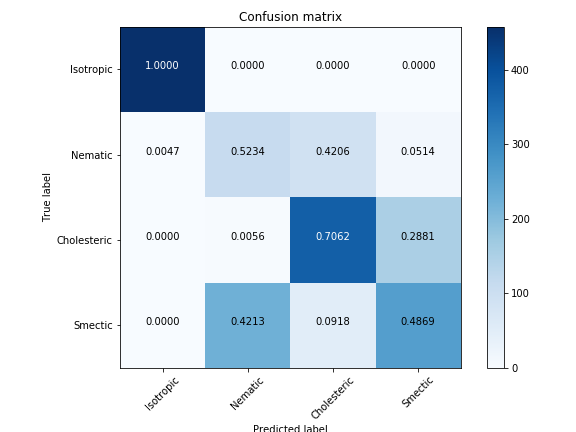 Confusion matrix
Isotropic 1.0000 0.0000 0.0000 0.0000
Nematic 0.0047 0.5234 0.4206 0.0514
Cholesteric 0.0000 0.0056 0.7062 0.2881
Smectic 0.0000 0.4213 0.0918 0.4869
True label
Isotropic Nematic Cholesteric Smectic
Predicted label
400
300
200
100
0